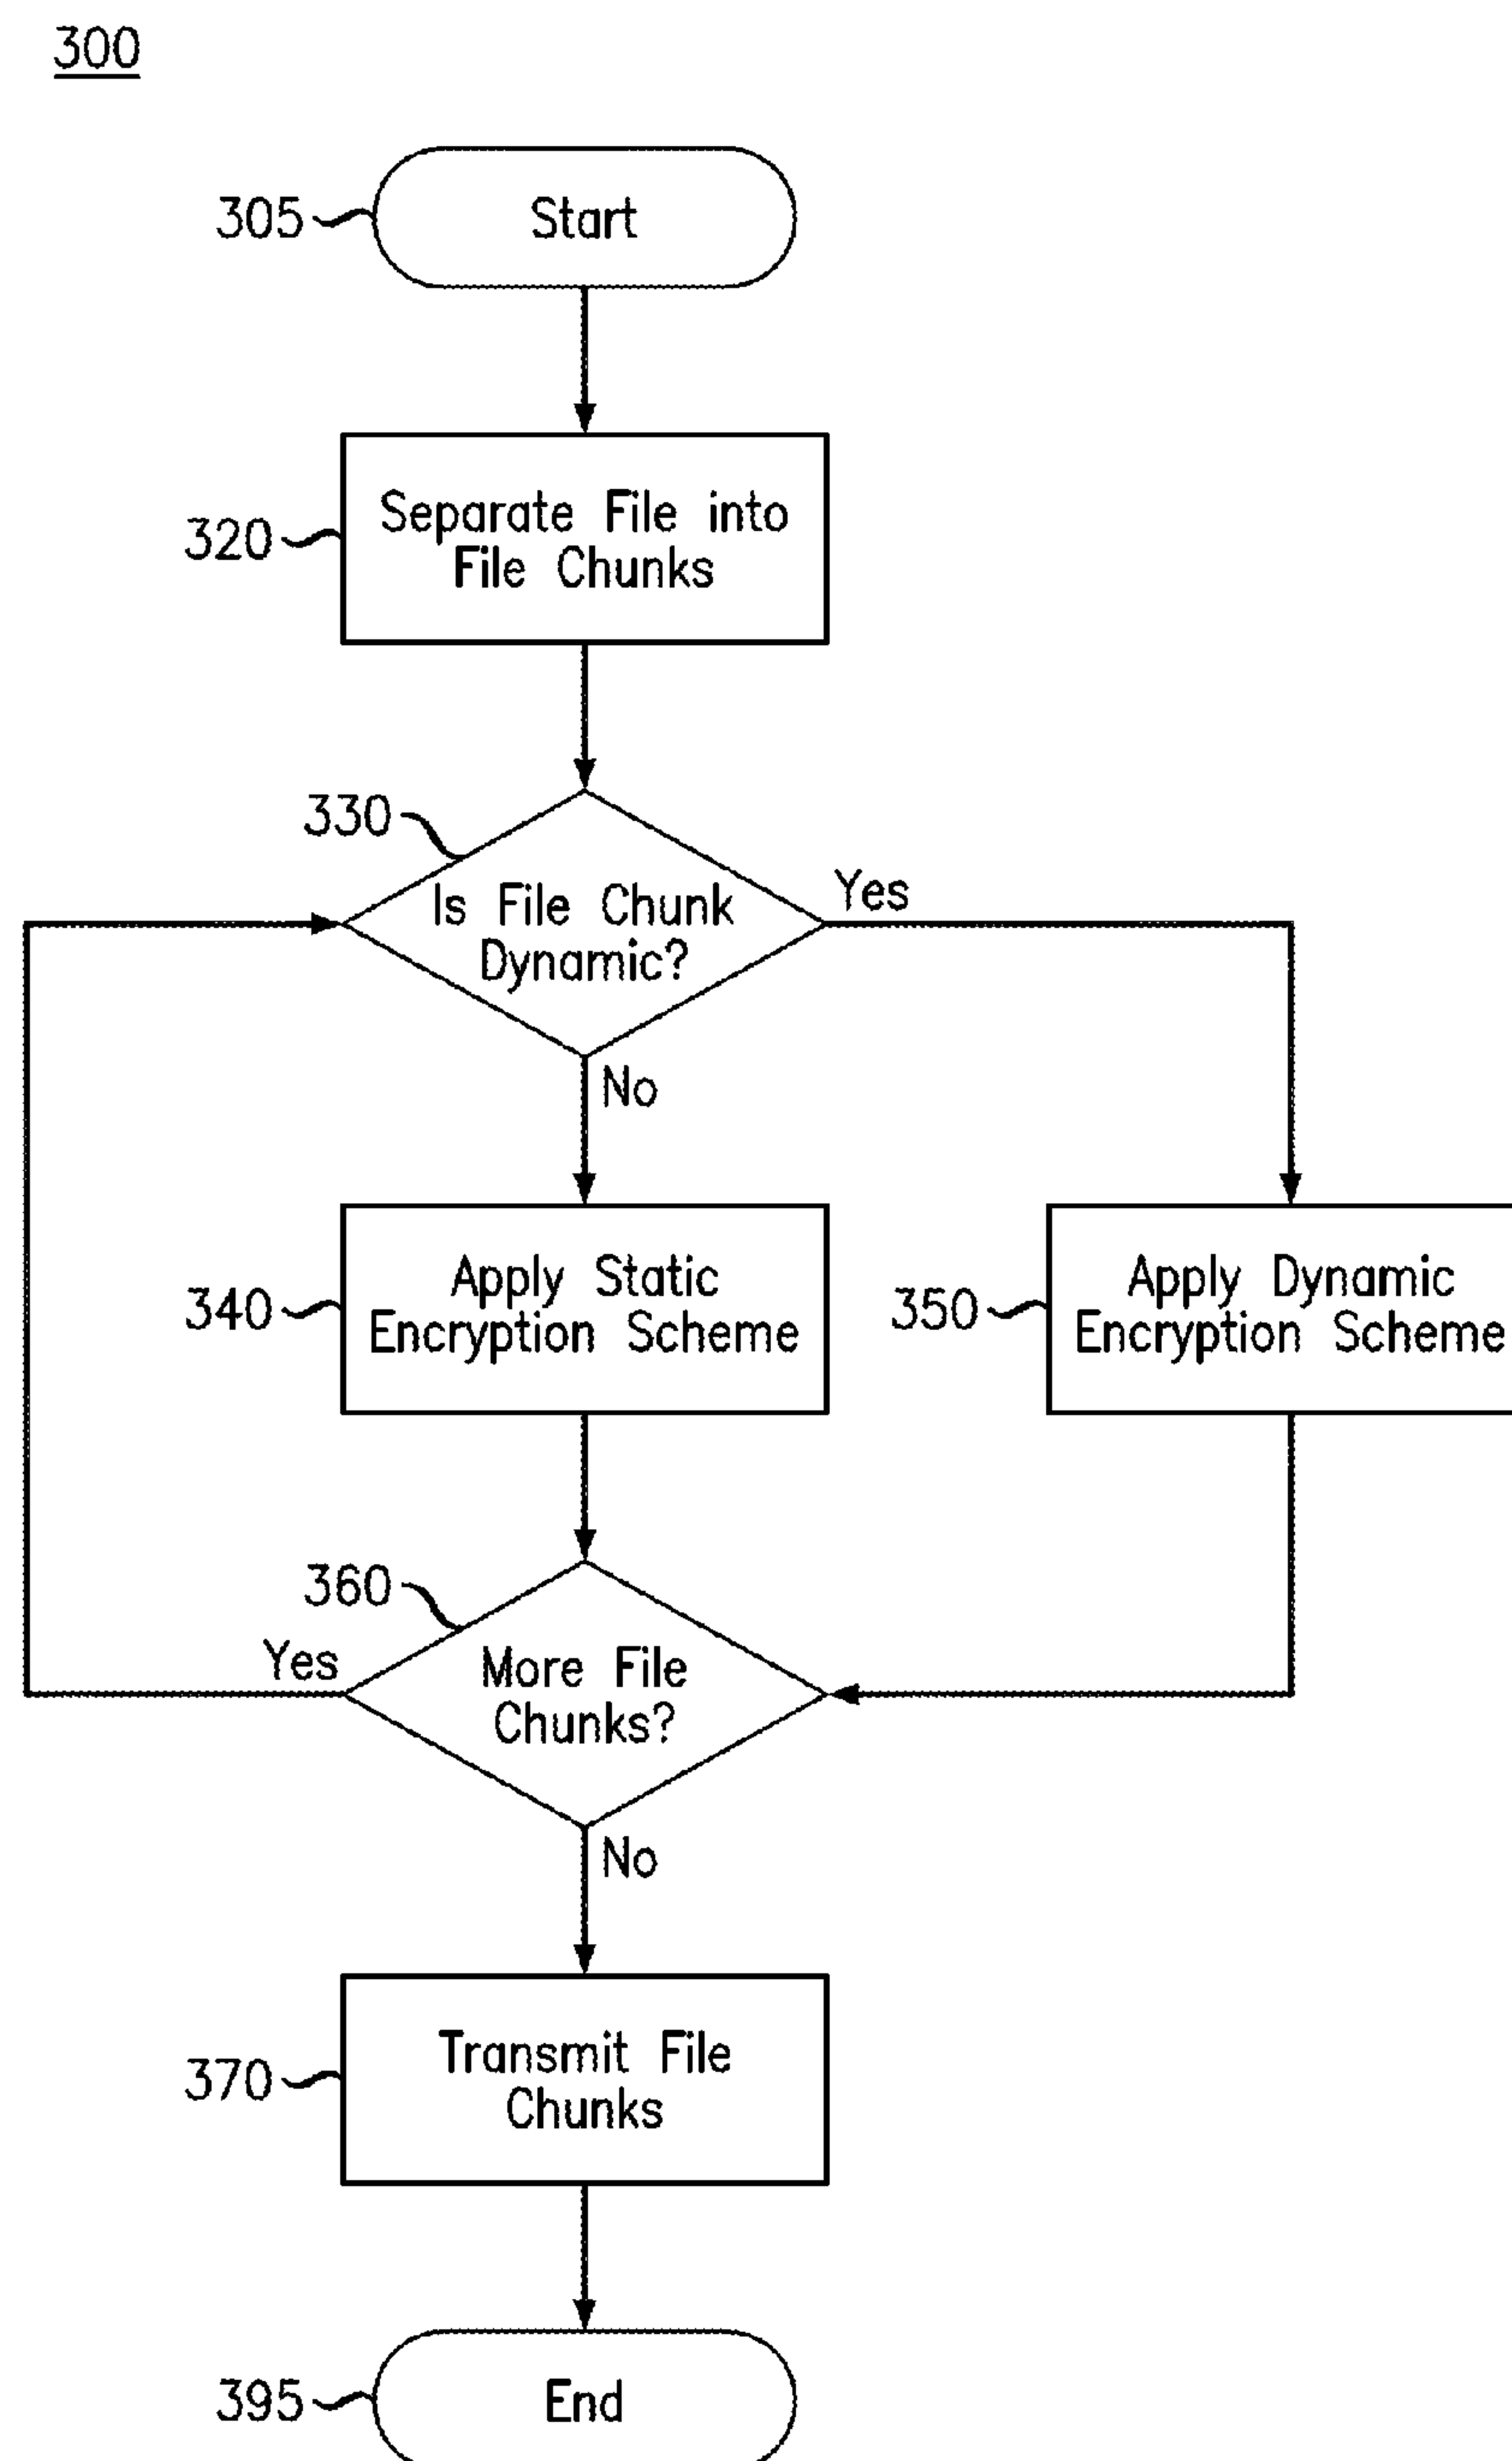 300
305
Start
320
Separate File into
File Chunks
330
Is File Chunk
Dynamic?
Yes
No
340
Apply Static
Encryption Scheme
350
Apply Dynamic
Encryption Scheme
360
More File
Chunks?
Yes
No
370
Transmit File
Chunks
395
End